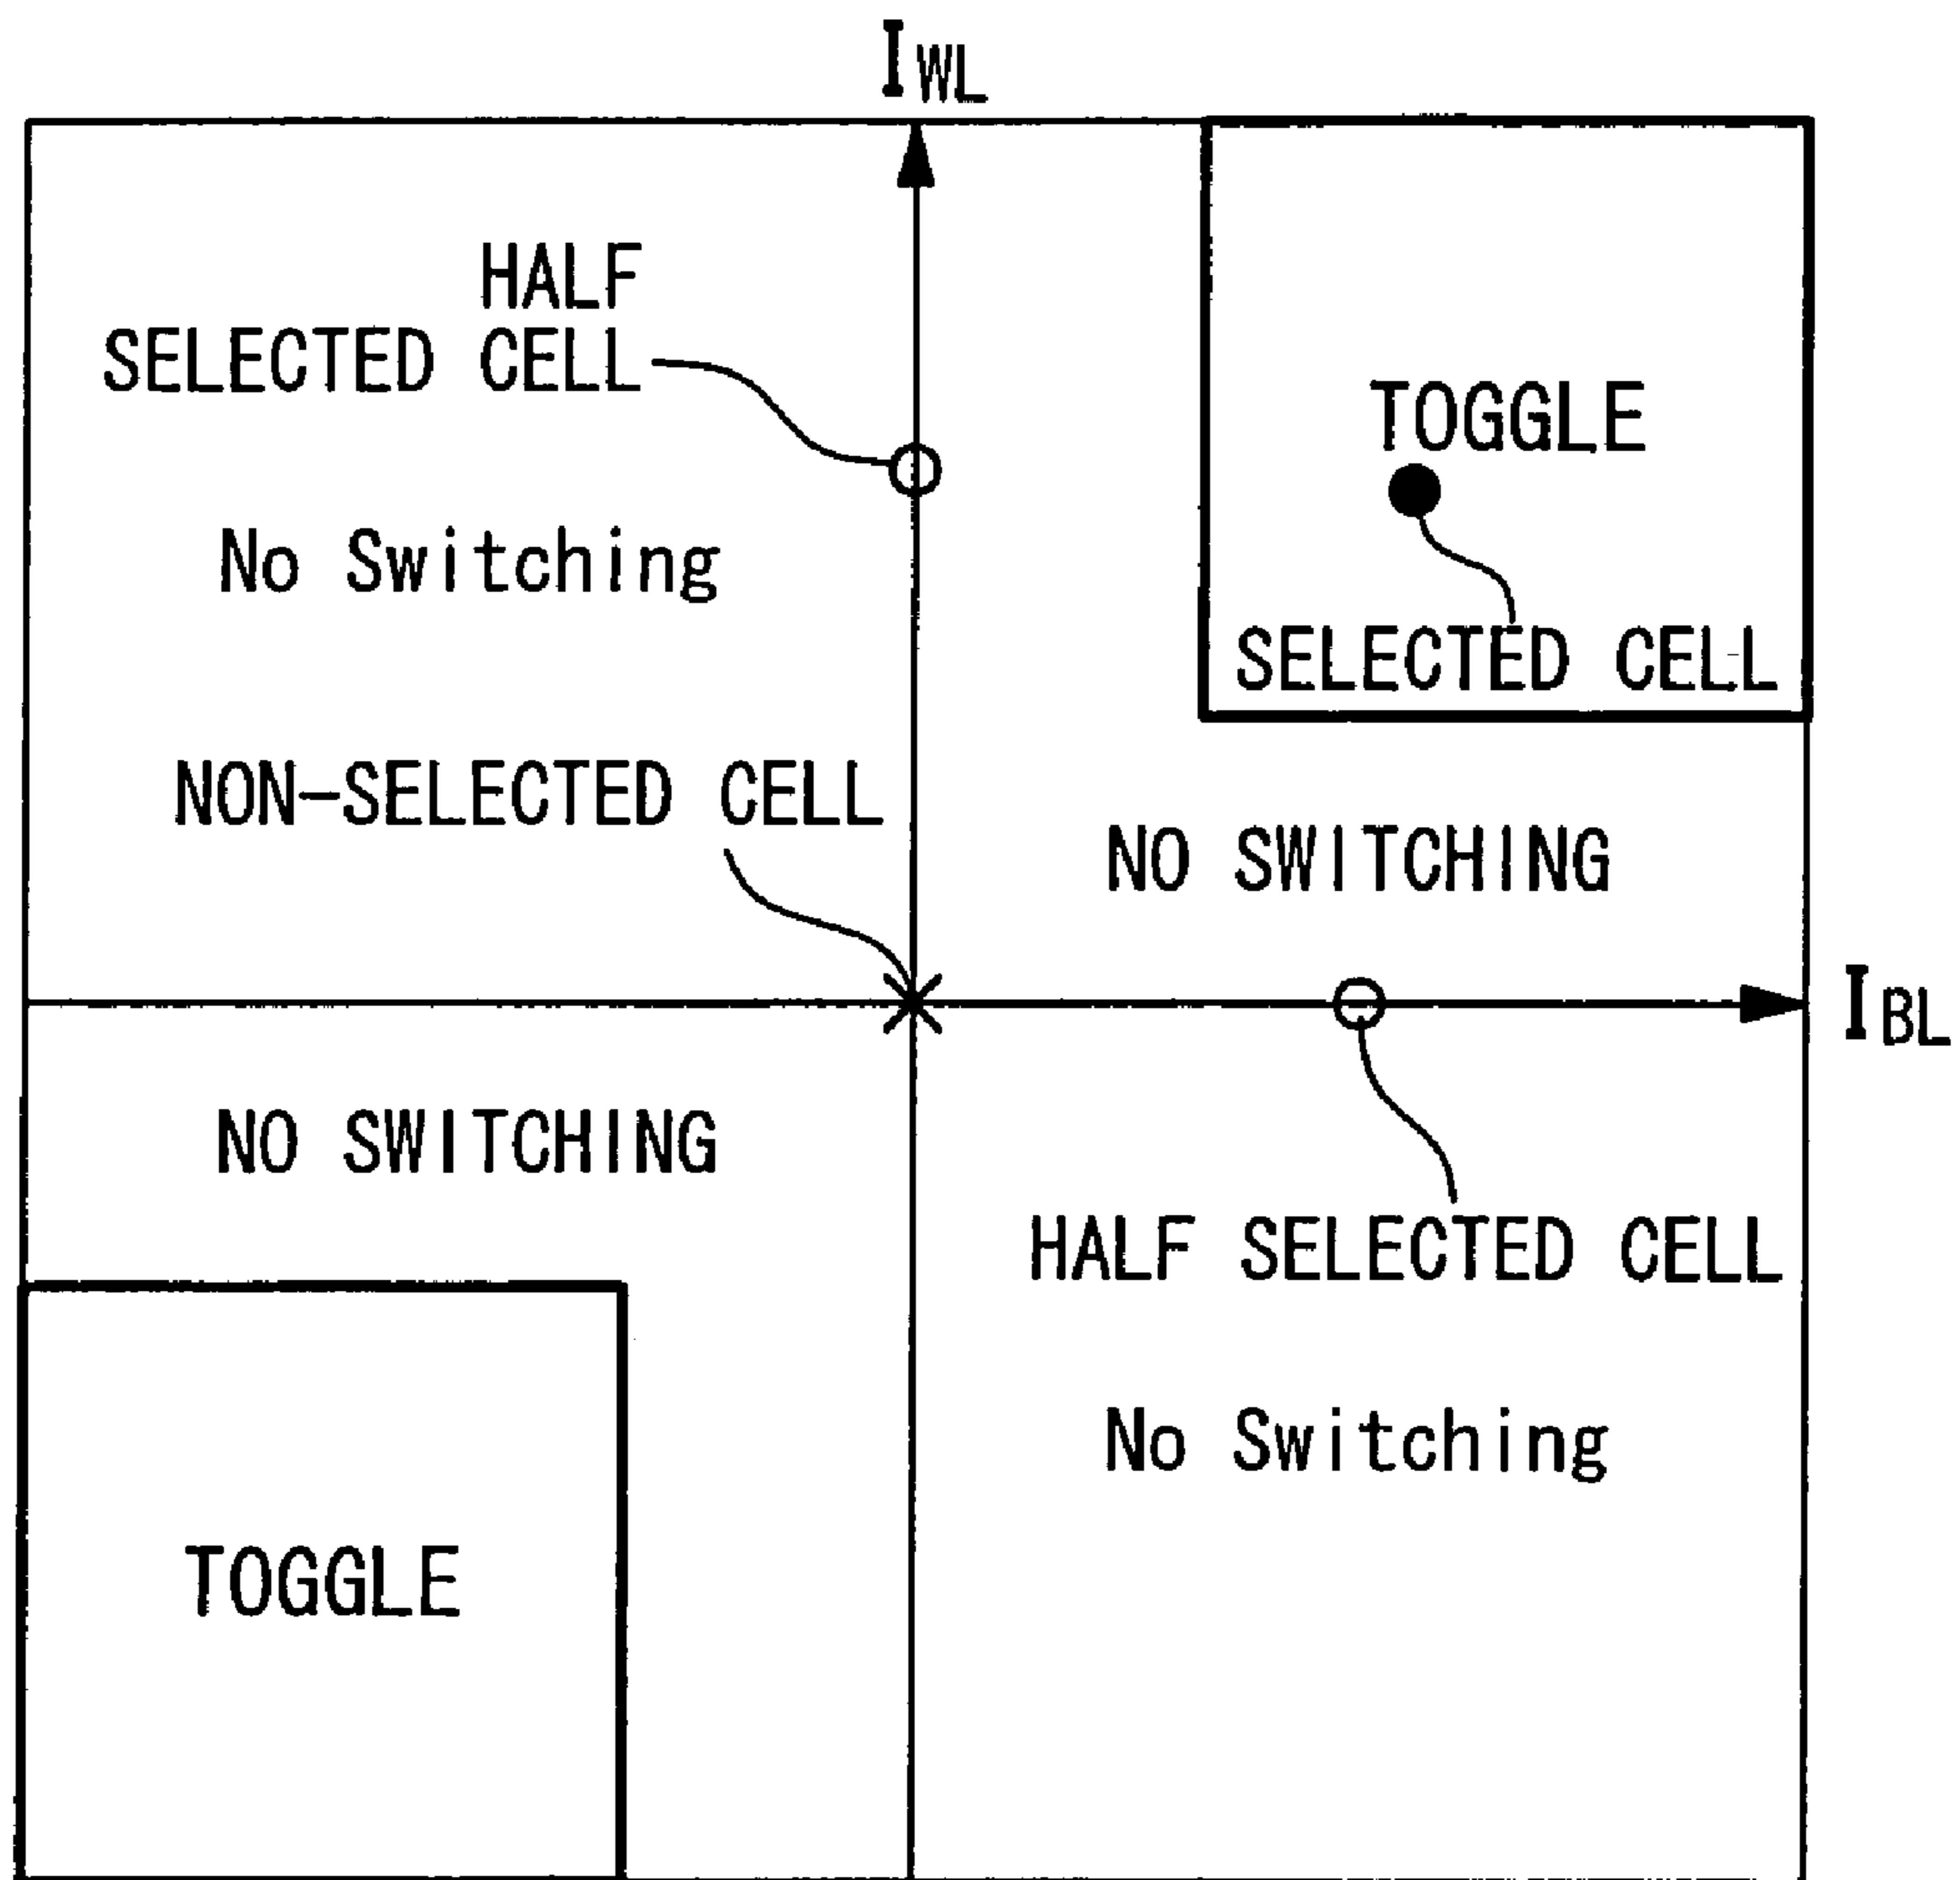 IWL
HALF
SELECTED CELL
TOGGLE
No Switching
SELECTED CELL
NON-SELECTED CELL
NO SWITCHING
IBL
NO SWITCHING
HALF SELECTED CELL
No Switching
TOGGLE